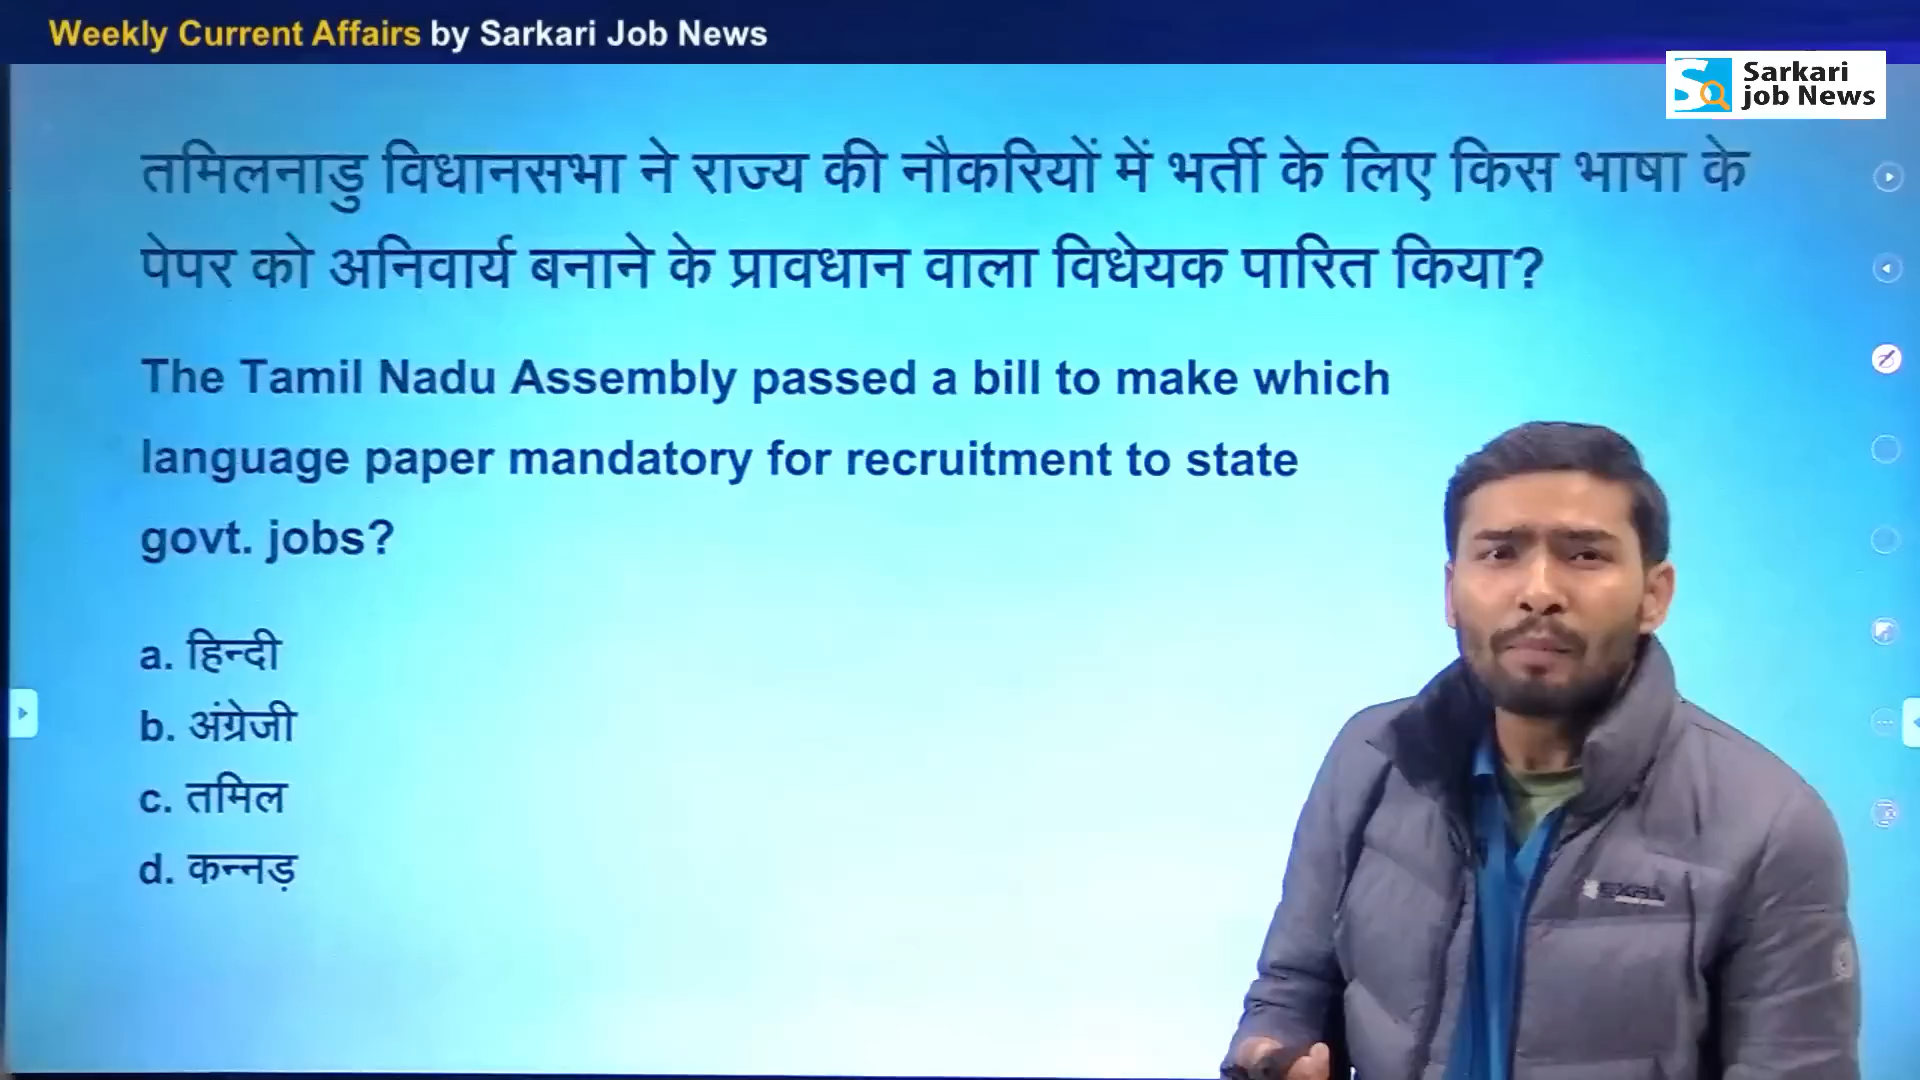 Weekly Current Affairs by Sarkari Job News
Sarkari
job News
तमिलनाडु विधानसभा ने राज्य की नौकरियों में भर्ती के लिए किस भाषा के
पेपर को अनिवार्य बनाने के प्रावधान वाला विधेयक पारित किया?
The Tamil Nadu Assembly passed a bill to make which
language paper mandatory for recruitment to state
govt. jobs?
a. हिन्दी
b. अंग्रेजी
c. तमिल
d. कन्नड़